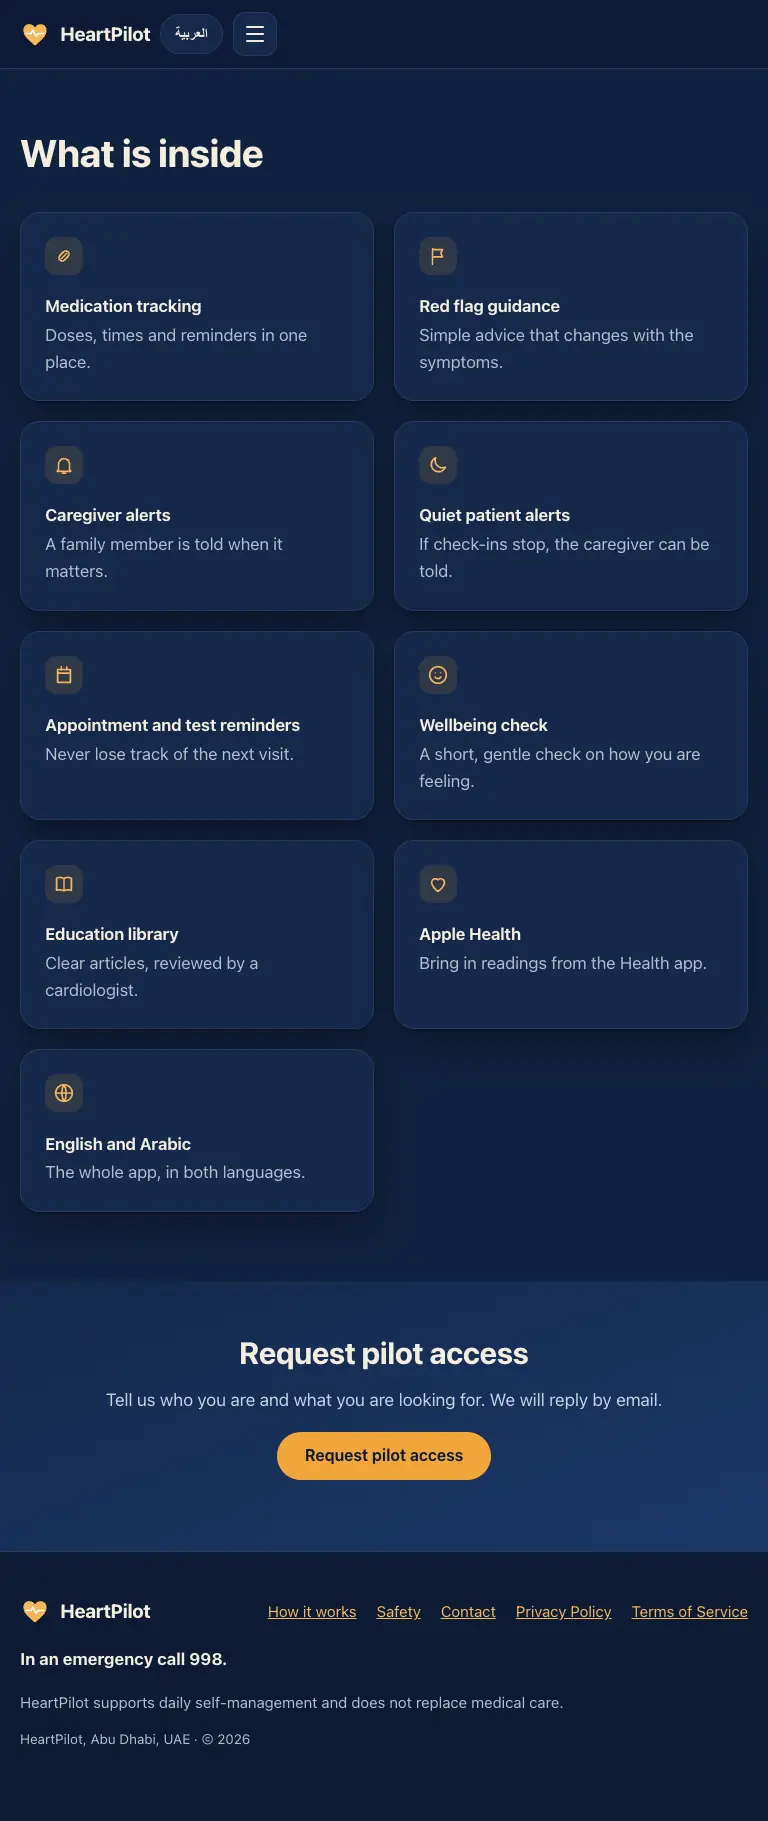 HeartPilot
العربية
What is inside
Medication tracking
Doses, times and reminders in one
place.
Red flag guidance
Simple advice that changes with the
symptoms.
Caregiver alerts
A family member is told when it
matters.
Quiet patient alerts
If check-ins stop, the caregiver can be
told.
Appointment and test reminders
Never lose track of the next visit.
Wellbeing check
A short, gentle check on how you are
feeling.
Education library
Clear articles, reviewed by a
cardiologist.
Apple Health
Bring in readings from the Health app.
English and Arabic
The whole app, in both languages.
Request pilot access
Tell us who you are and what you are looking for. We will reply by email.
Request pilot access
HeartPilot
How it works Safety Contact Privacy Policy Terms of Service
In an emergency call 998.
HeartPilot supports daily self-management and does not replace medical care.
HeartPilot, Abu Dhabi, UAE · © 2026